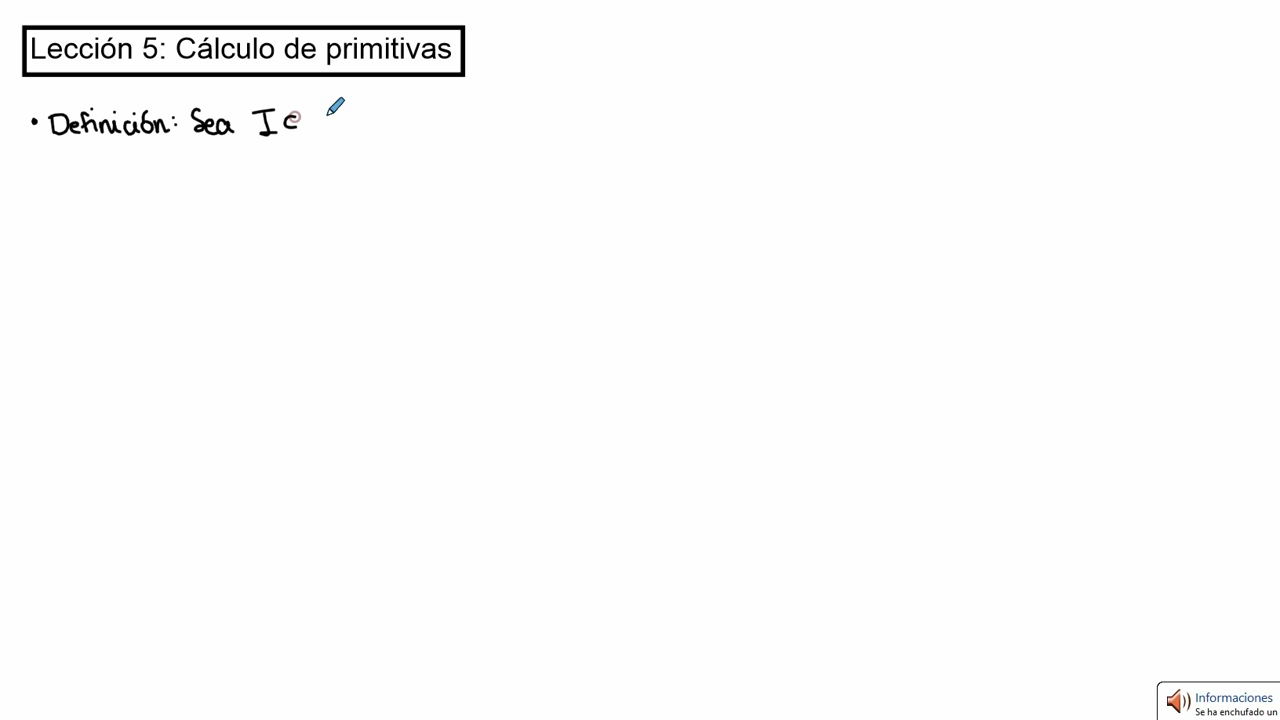 Lección 5: Cálculo de primitivas
• Definición: Sea I c
Informaciones
Se ha enchufado un